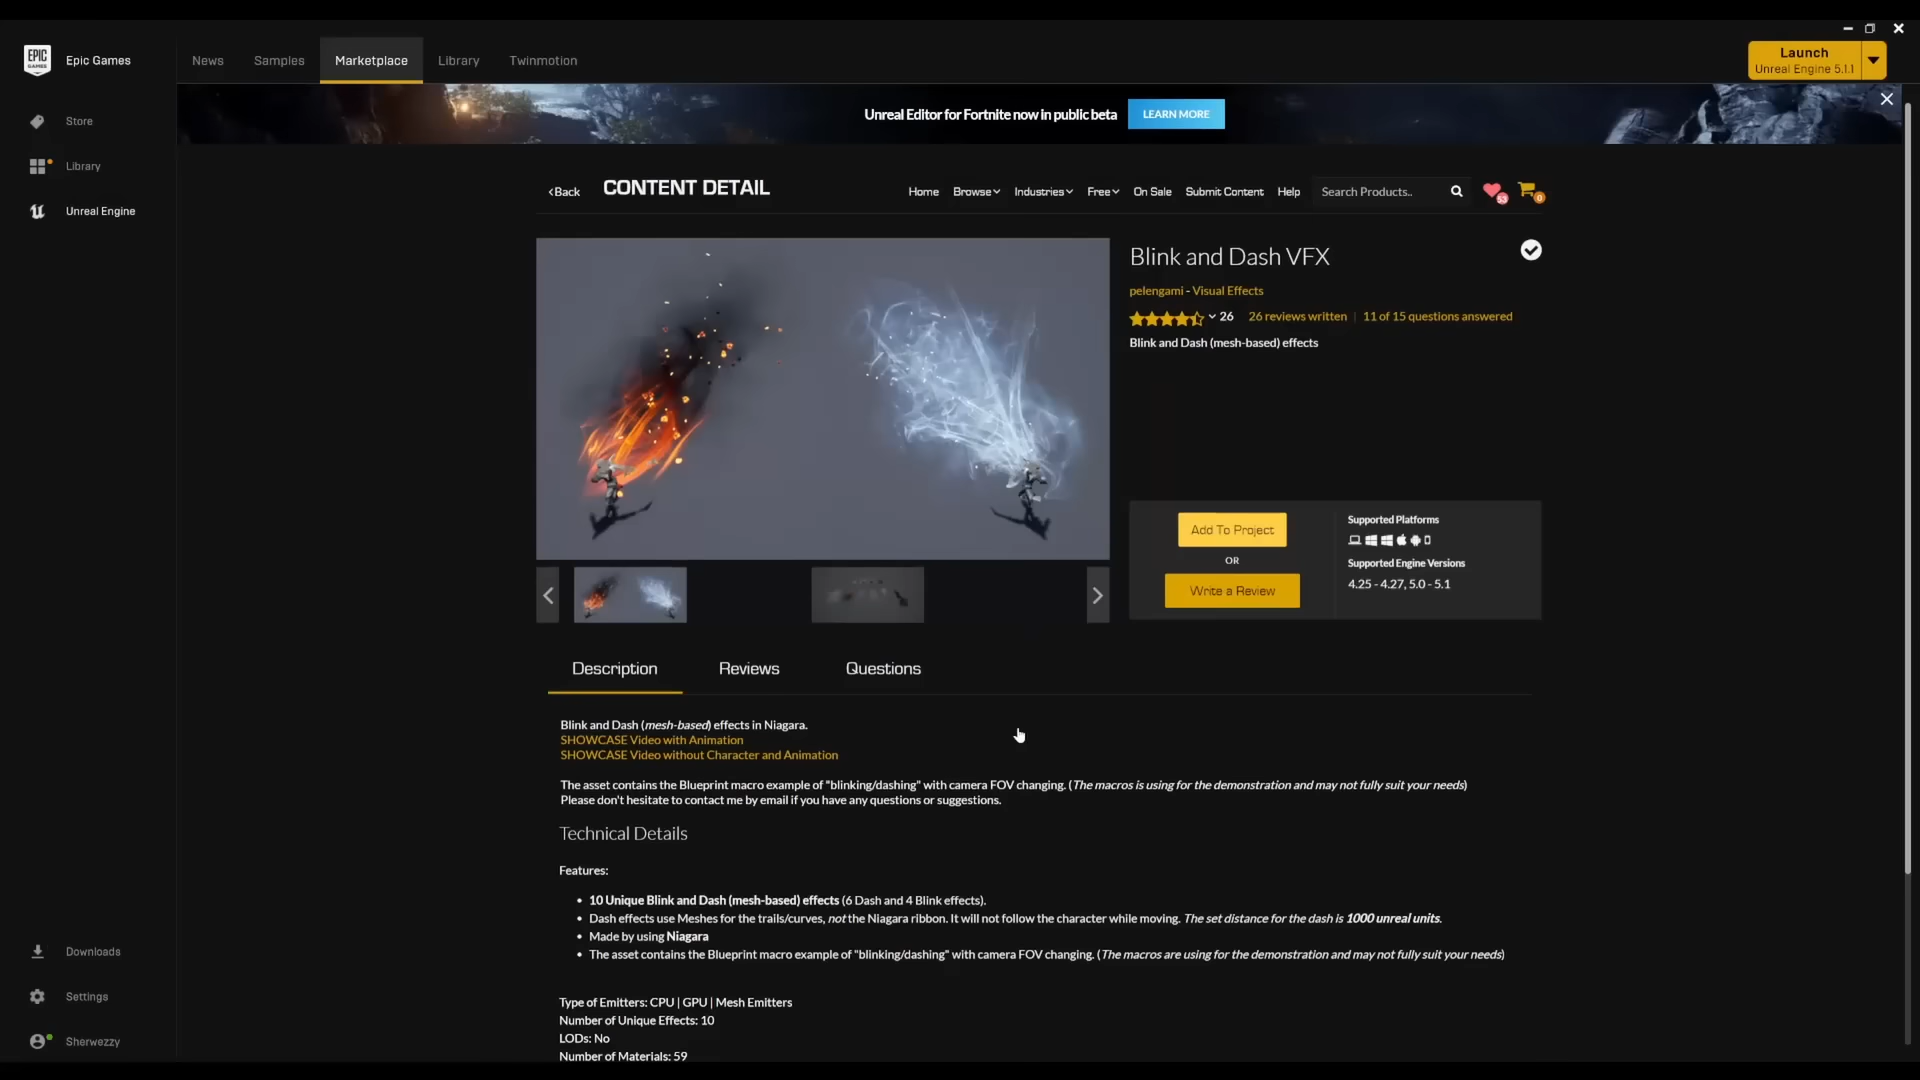 EPIC GAMES
Epic Games
News
Samples
Marketplace
Library
Twinmotion
Launch
Unreal Engine 5.1.1
Store
Library
Unreal Engine
Unreal Editor for Fortnite now in public beta
LEARN MORE
Back
CONTENT DETAIL
Home
Browse
Industries
Free
On Sale
Submit Content
Help
Search Products..
53
0
Blink and Dash VFX
pelengami - Visual Effects
26
26 reviews written | 11 of 15 questions answered
Blink and Dash (mesh-based) effects
Add To Project
OR
Write a Review
Supported Platforms
Supported Engine Versions
4.25 - 4.27, 5.0 - 5.1
Description
Reviews
Questions
Blink and Dash (mesh-based) effects in Niagara.
SHOWCASE Video with Animation
SHOWCASE Video without Character and Animation
The asset contains the Blueprint macro example of "blinking/dashing" with camera FOV changing. (The macros is using for the demonstration and may not fully suit your needs)
Please don't hesitate to contact me by email if you have any questions or suggestions.
Technical Details
Features:
• 10 Unique Blink and Dash (mesh-based) effects (6 Dash and 4 Blink effects).
• Dash effects use Meshes for the trails/curves, not the Niagara ribbon. It will not follow the character while moving. The set distance for the dash is 1000 unreal units.
• Made by using Niagara
• The asset contains the Blueprint macro example of "blinking/dashing" with camera FOV changing. (The macros are using for the demonstration and may not fully suit your needs)
Type of Emitters: CPU | GPU | Mesh Emitters
Number of Unique Effects: 10
LODs: No
Number of Materials: 59
Downloads
Settings
Sherwezzy